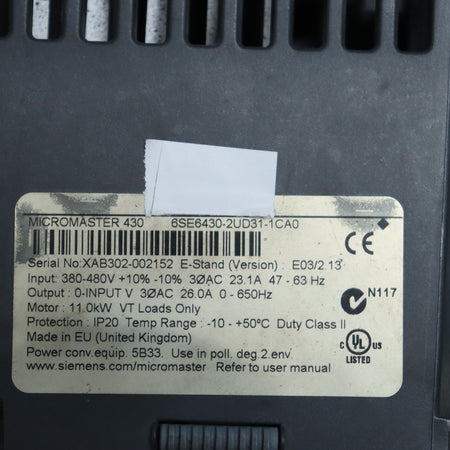 MICROMASTER 430 6SE6430-2UD31-1CA0
Serial No:XAB302-002152 E-Stand (Version) : E03/2.13
Input: 380-480V +10% -10% 3ØAC 23.1A 47 - 63 Hz
Output : 0-INPUT V 3ØAC 26.0A 0 - 650Hz
Motor : 11.0kW VT Loads Only
Protection : IP20 Temp Range : -10 - +50°C Duty Class II
Made in EU (United Kingdom)
Power conv.equip. 5B33. Use in poll. deg.2.env.
www.siemens.com/micromaster Refer to user manual
CE
N117
C UL US
LISTED